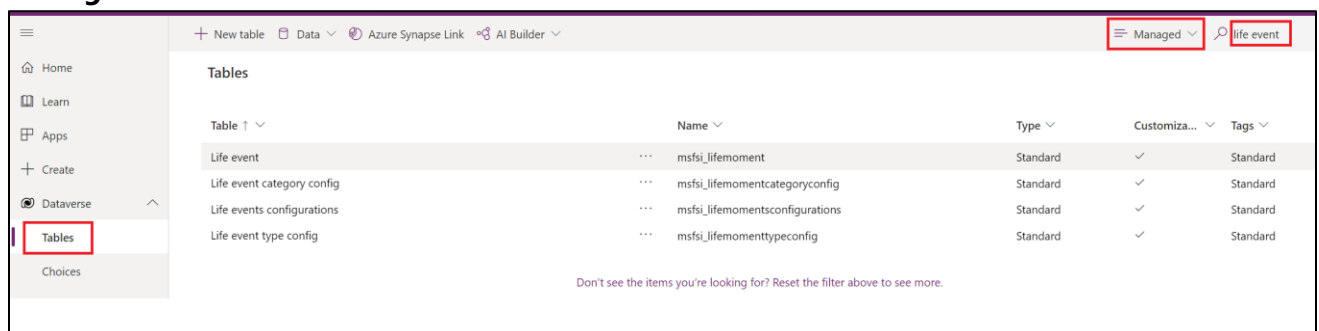 + New table Data Azure Synapse Link AI Builder Managed life event
Home
Learn
Apps
+ Create
Dataverse
Tables
Choices
Tables
Table ↑ Name Type Customiza... Tags
Life event ... msfsi_lifemoment Standard ✓ Standard
Life event category config ... msfsi_lifemomentcategoryconfig Standard ✓ Standard
Life events configurations ... msfsi_lifemomentsconfigurations Standard ✓ Standard
Life event type config ... msfsi_lifemomenttypeconfig Standard ✓ Standard
Don't see the items you're looking for? Reset the filter above to see more.